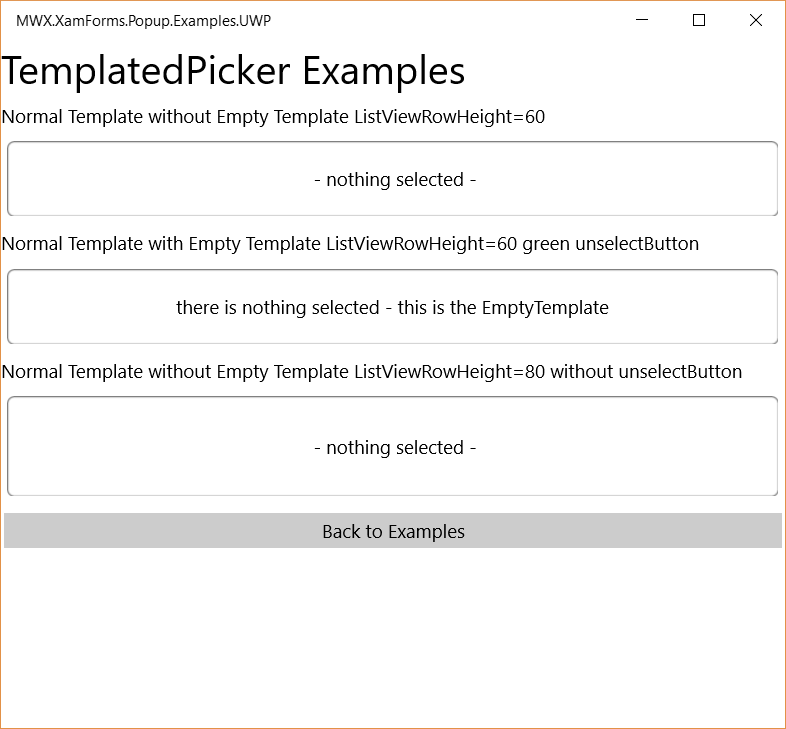 MWX.XamForms.Popup.Examples.UWP
TemplatedPicker Examples
Normal Template without Empty Template ListViewRowHeight=60
- nothing selected -
Normal Template with Empty Template ListViewRowHeight=60 green unselectButton
there is nothing selected - this is the EmptyTemplate
Normal Template without Empty Template ListViewRowHeight=80 without unselectButton
- nothing selected -
Back to Examples